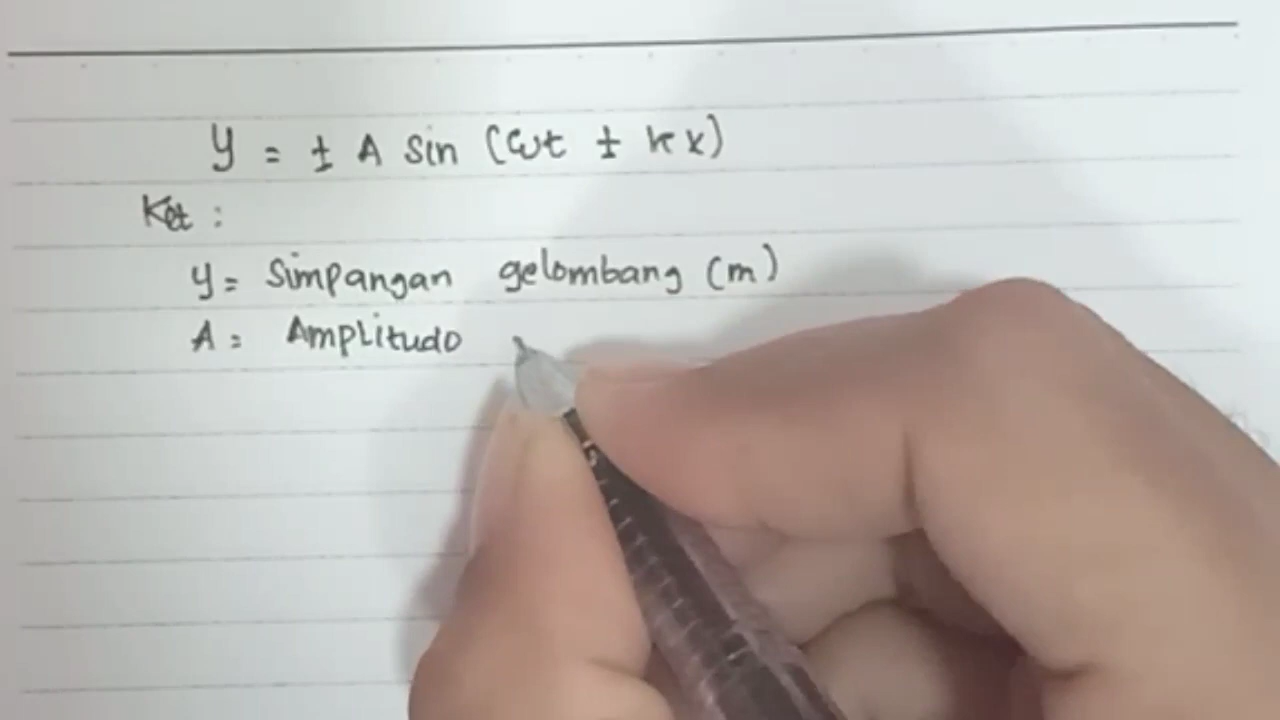 y = ± A sin (ωt ± kx)
Ket :
y = Simpangan gelombang (m)
A = Amplitudo